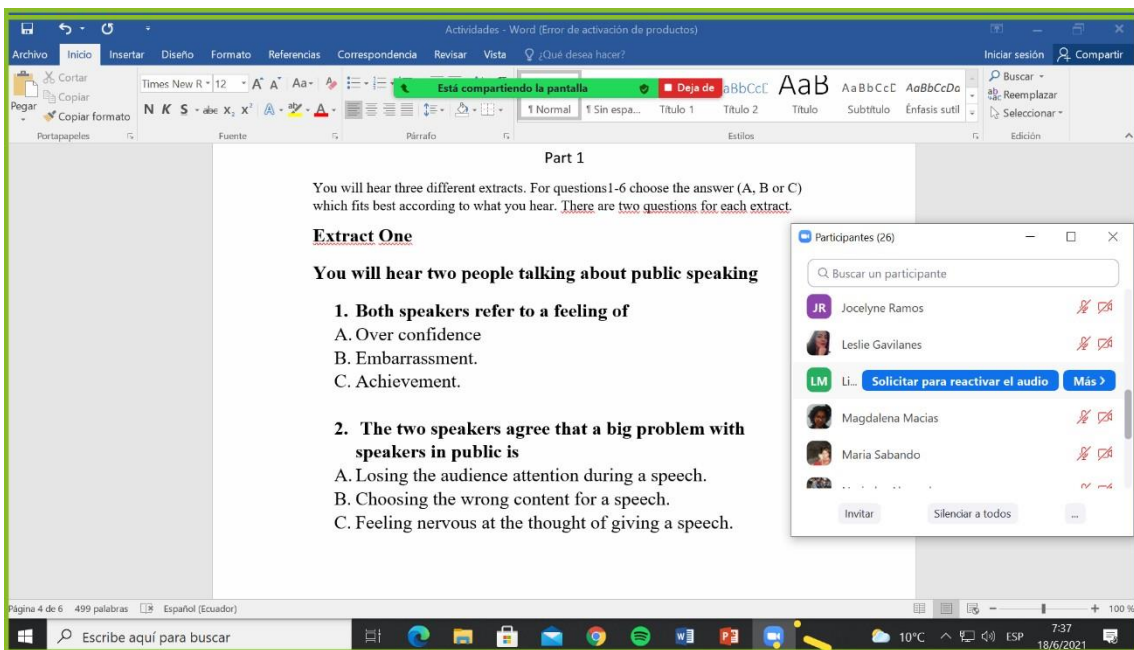 Actividades - Word (Error de activación de productos)
Archivo Inicio Insertar Diseño Formato Referencias Correspondencia Revisar Vista ¿Qué desea hacer? Iniciar sesión Compartir
Cortar
Copiar
Copiar formato
Pegar
Times New R 12
N K S abc
Está compartiendo la pantalla Deja de
aBbCcC AaB AaBbCcC AaBbCcDc
1 Normal 1 Sin espa... Título 1 Título 2 Título Subtítulo Énfasis sutil
Buscar
Reemplazar
Seleccionar
Portapapeles Fuente Párrafo Estilos Edición
Part 1
You will hear three different extracts. For questions1-6 choose the answer (A, B or C)
which fits best according to what you hear. There are two questions for each extract.
Extract One
You will hear two people talking about public speaking
1. Both speakers refer to a feeling of
A. Over confidence
B. Embarrassment.
C. Achievement.
2. The two speakers agree that a big problem with
speakers in public is
A. Losing the audience attention during a speech.
B. Choosing the wrong content for a speech.
C. Feeling nervous at the thought of giving a speech.
Participantes (26)
Buscar un participante
JR Jocelyne Ramos
Leslie Gavilanes
LM Li... Solicitar para reactivar el audio Más
Magdalena Macias
Maria Sabando
Invitar Silenciar a todos ...
Página 4 de 6 499 palabras Español (Ecuador) 100 %
Escribe aquí para buscar
10°C ESP 7:37
18/6/2021